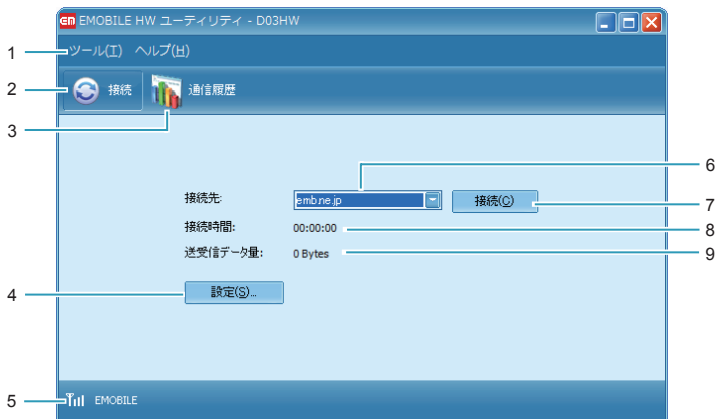 EM EMOBILE HW ユーティリティ - D03HW
1
ツール(T) ヘルプ(H)
2
接続
通信履歴
3
6
接続先:
emb.ne.jp
接続(C)
7
接続時間:
00:00:00
8
送受信データ量:
0 Bytes
9
4
設定(S)...
5
EMOBILE